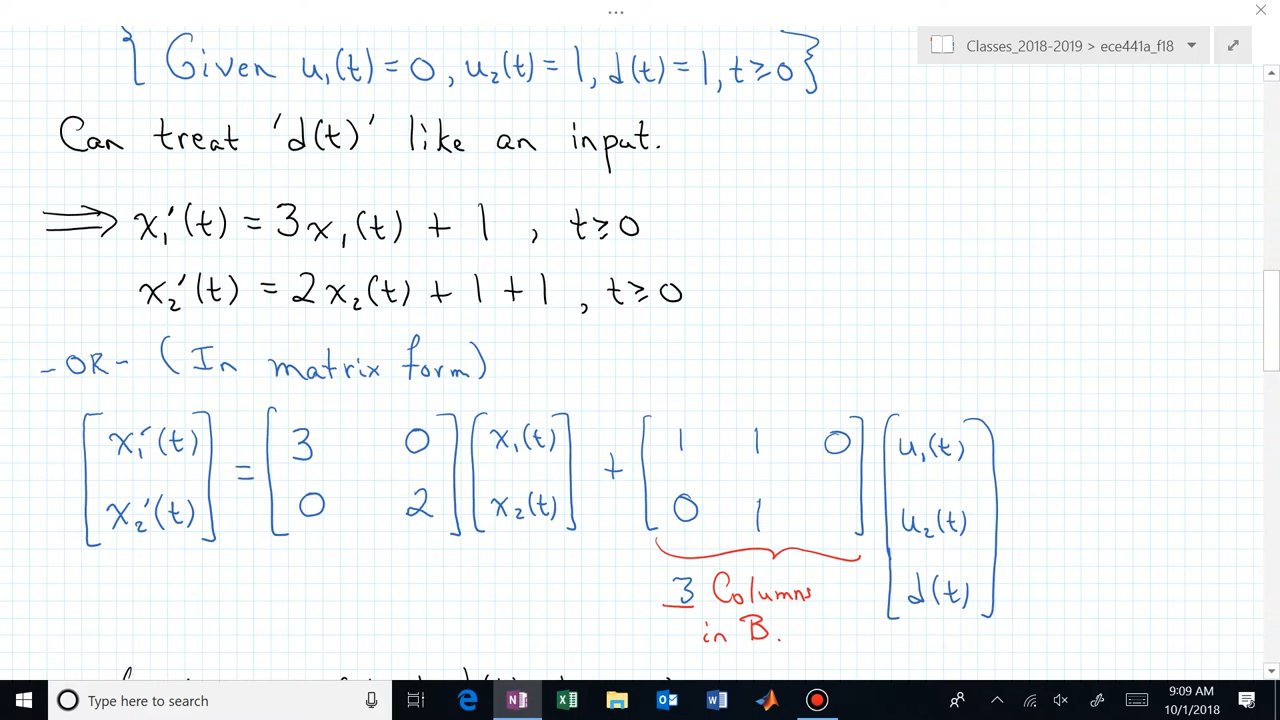 Classes_2018-2019 > ece441a_f18
{Given u₁(t)=0, u₂(t)=1, d(t)=1, t≥0}
Can treat 'd(t)' like an input.
⟹ x₁'(t) = 3x₁(t) + 1 , t≥0
x₂'(t) = 2x₂(t) + 1 + 1 , t≥0
-OR- (In matrix form)
[x₁'(t)] = [3 0] [x₁(t)] + [1 1 0] [u₁(t)]
[x₂'(t)] [0 2] [x₂(t)] [0 1 ] [u₂(t)]
[d(t)]
3 Columns
in B.
Type here to search
9:09 AM
10/1/2018